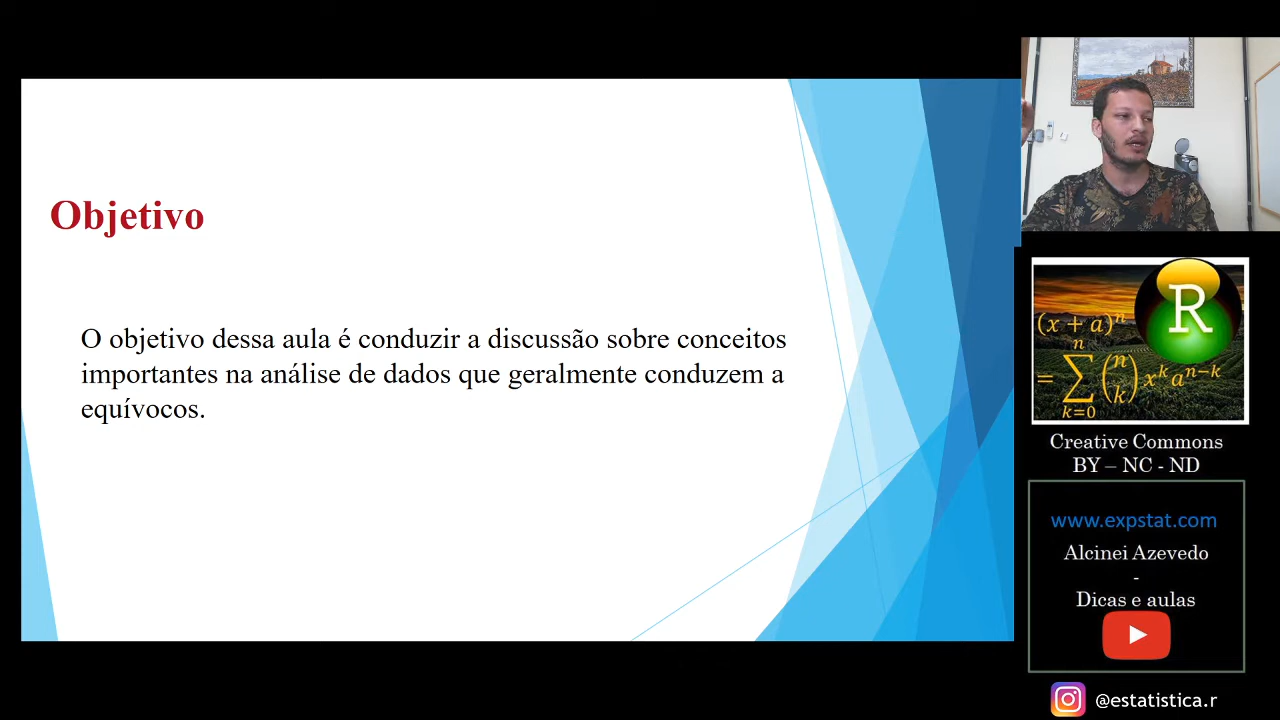 Objetivo
O objetivo dessa aula é conduzir a discussão sobre conceitos
importantes na análise de dados que geralmente conduzem a
equívocos.
R
(x + a)^n
= ∑_{k=0}^{n} (n k) x^k a^{n-k}
Creative Commons
BY – NC - ND
www.expstat.com
Alcinei Azevedo
-
Dicas e aulas
@estatistica.r